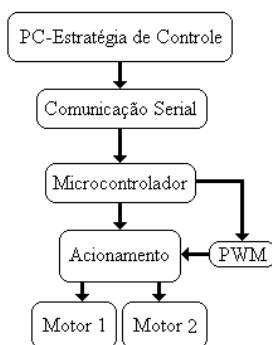 PC-Estratégia de Controle
Comunicação Serial
Microcontrolador
Acionamento
PWM
Motor 1
Motor 2